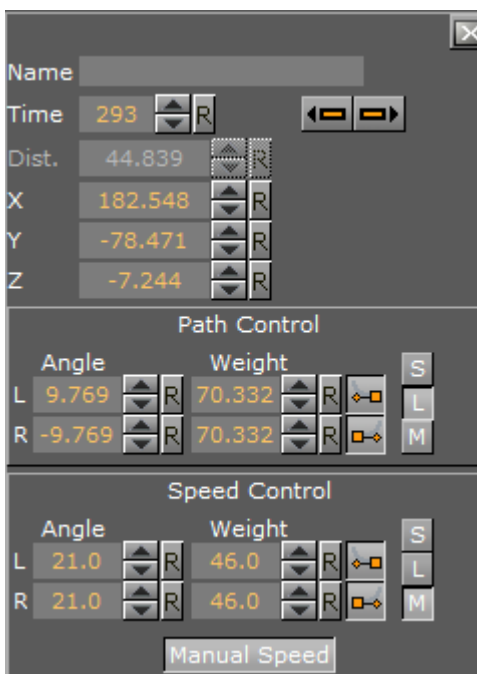 Name
Time 293 R
Dist. 44.839 R
X 182.548 R
Y -78.471 R
Z -7.244 R
Path Control
Angle Weight S
L 9.769 R 70.332 R L
R -9.769 R 70.332 R M
Speed Control
Angle Weight S
L 21.0 R 46.0 R L
R 21.0 R 46.0 R M
Manual Speed